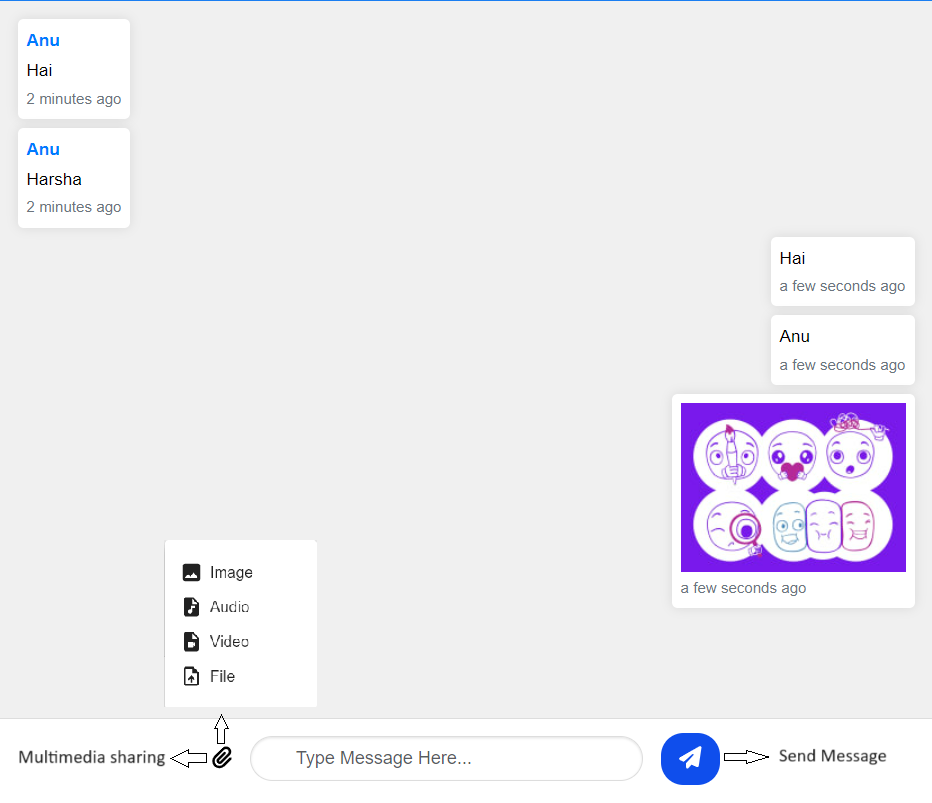 Anu
Hai
2 minutes ago
Anu
Harsha
2 minutes ago
Hai
a few seconds ago
Anu
a few seconds ago
a few seconds ago
Image
Audio
Video
File
Multimedia sharing
Type Message Here...
Send Message